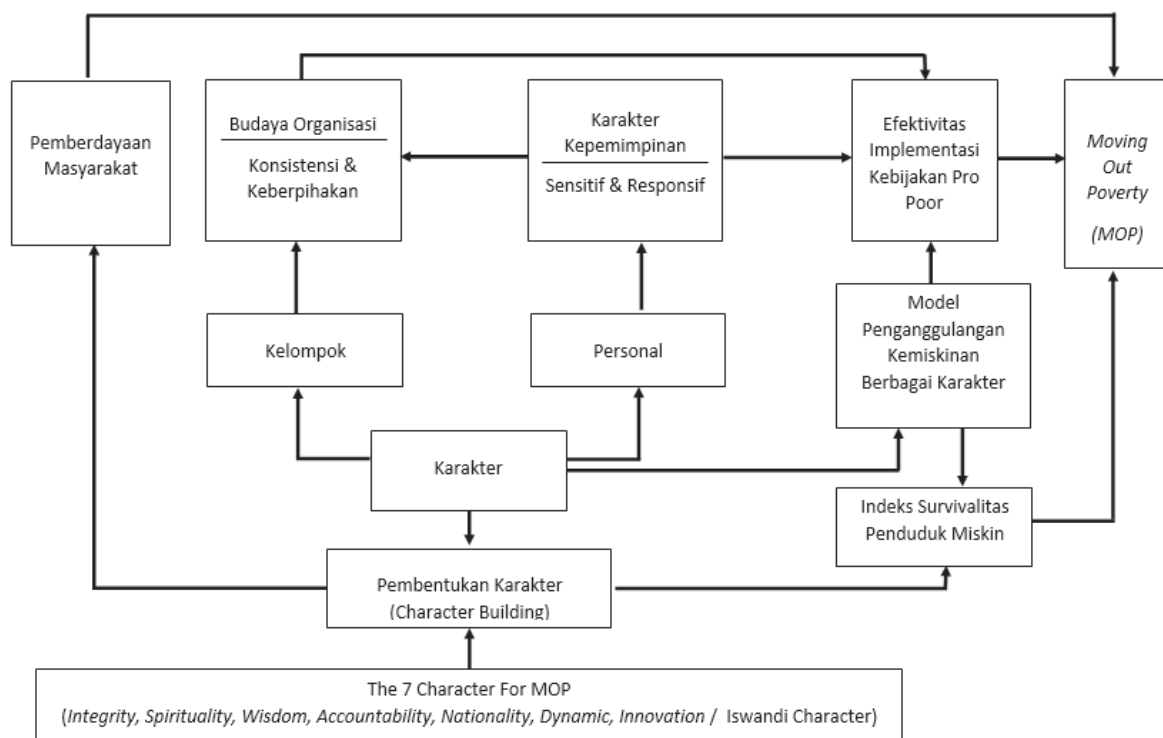 Pemberdayaan
Masyarakat
Budaya Organisasi
Konsistensi &
Keberpihakan
Karakter
Kepemimpinan
Sensitif & Responsif
Efektivitas
Implementasi
Kebijakan Pro
Poor
Moving
Out
Poverty
(MOP)
Kelompok
Personal
Model
Penganggulangan
Kemiskinan
Berbagai Karakter
Karakter
Indeks Survivalitas
Penduduk Miskin
Pembentukan Karakter
(Character Building)
The 7 Character For MOP
(Integrity, Spirituality, Wisdom, Accountability, Nationality, Dynamic, Innovation / Iswandi Character)